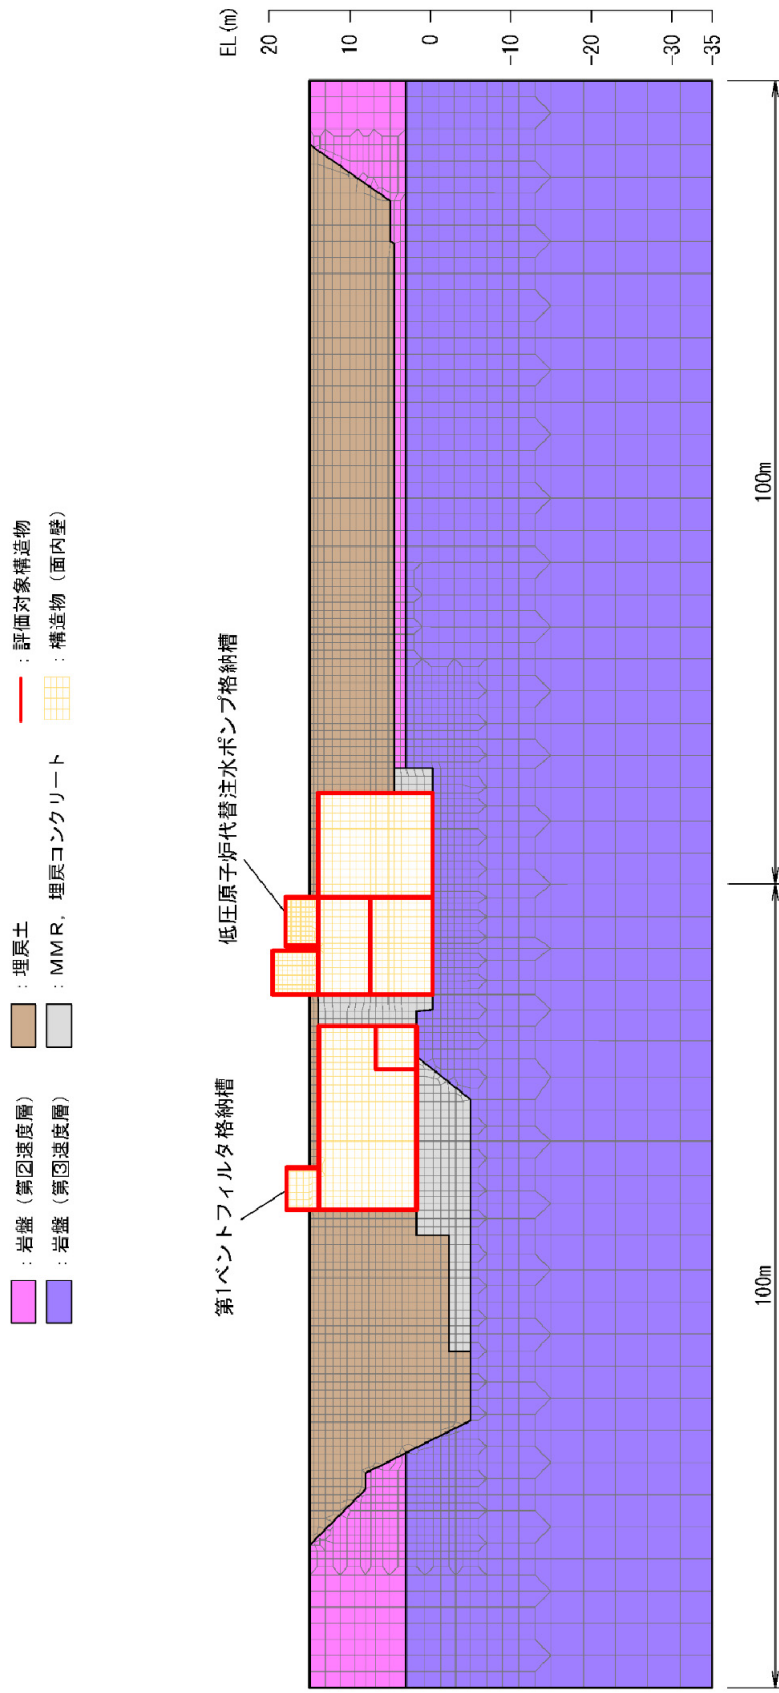 ：岩盤（第②速度層）
：埋戻土
：評価対象構造物
：岩盤（第③速度層）
：ＭＭＲ，埋戻コンクリート
：構造物（面内壁）
第1ベントフィルタ格納槽
低圧原子炉代替注水ポンプ格納槽
EL(m)
20
10
0
-10
-20
-30
-35
100m
100m